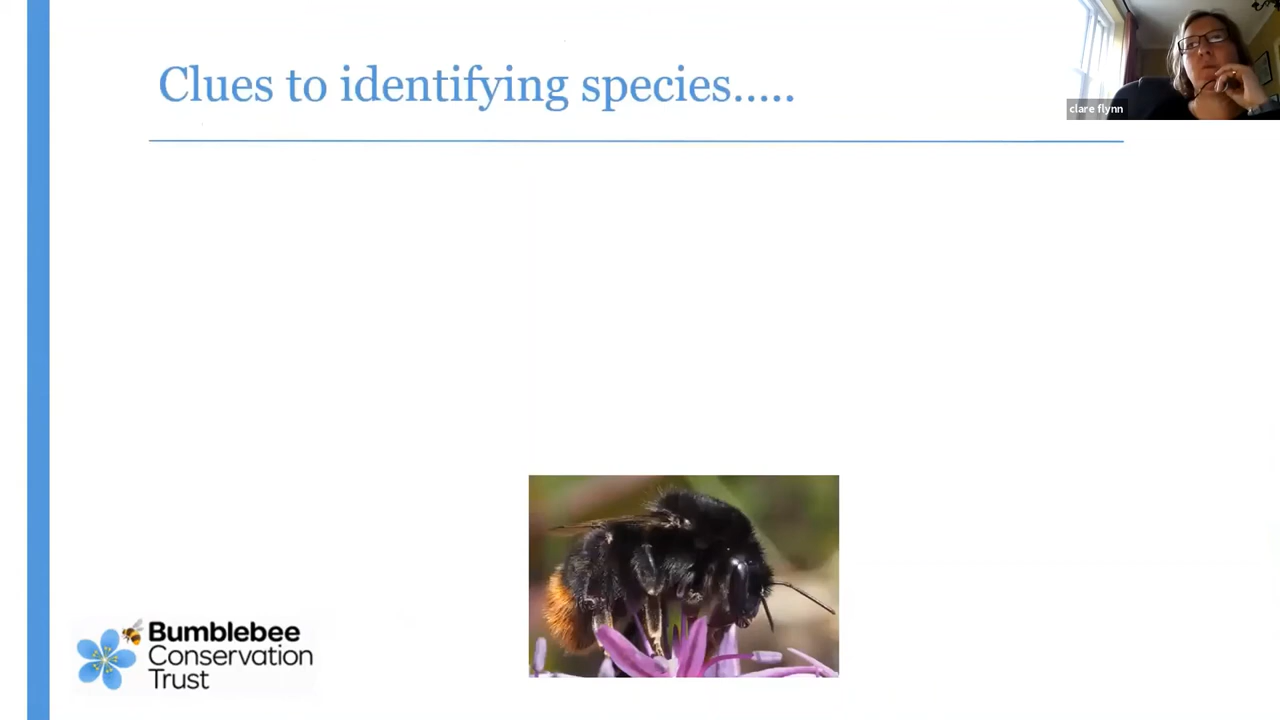 Clues to identifying species.....
clare flynn
Bumblebee
Conservation
Trust